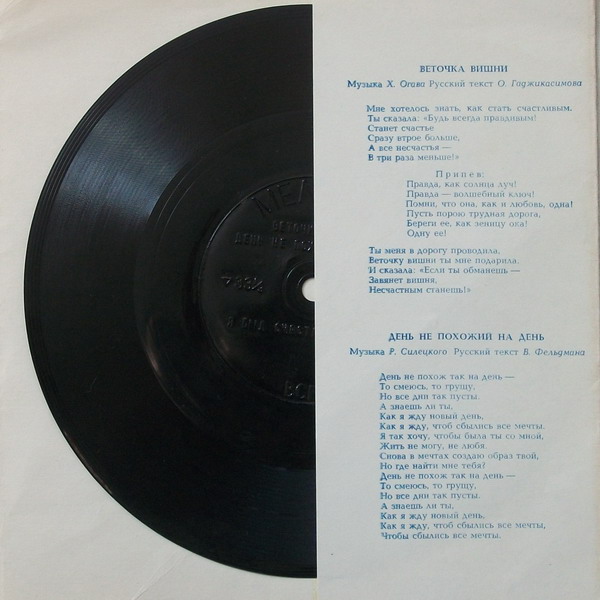 ВЕТОЧКА ВИШНИ
Музыка Х. Огава Русский текст О. Гаджикасимова
Мне хотелось знать, как стать счастливым.
Ты сказала: «Будь всегда правдивым!
Станет счастье
Сразу втрое больше,
А все несчастья —
В три раза меньше!»
Припев:
Правда, как солнца луч!
Правда — волшебный ключ!
Помни, что она, как и любовь, одна!
Пусть порою трудная дорога,
Береги ее, как зеницу ока!
Одну ее!
Ты меня в дорогу проводила,
Веточку вишни ты мне подарила,
И сказала: «Если ты обманешь —
Завянет вишня,
Несчастным станешь!»
ДЕНЬ НЕ ПОХОЖИЙ НА ДЕНЬ
Музыка Р. Силецкого Русский текст В. Фельдмана
День не похож так на день —
То смеюсь, то грущу,
Но все дни так пусты.
А знаешь ли ты,
Как я жду новый день,
Как я жду, чтоб сбылись все мечты.
Я так хочу, чтобы была ты со мной,
Жить не могу, не любя.
Снова в мечтах создаю образ твой,
Но где найти мне тебя?
День не похож так на день —
То смеюсь, то грущу,
Но все дни так пусты.
А знаешь ли ты,
Как я жду новый день,
Как я жду, чтоб сбылись все мечты,
Чтобы сбылись все мечты.
МЕЛ
ВЕТОЧК
ДЕНЬ НЕ ПО
33⅓